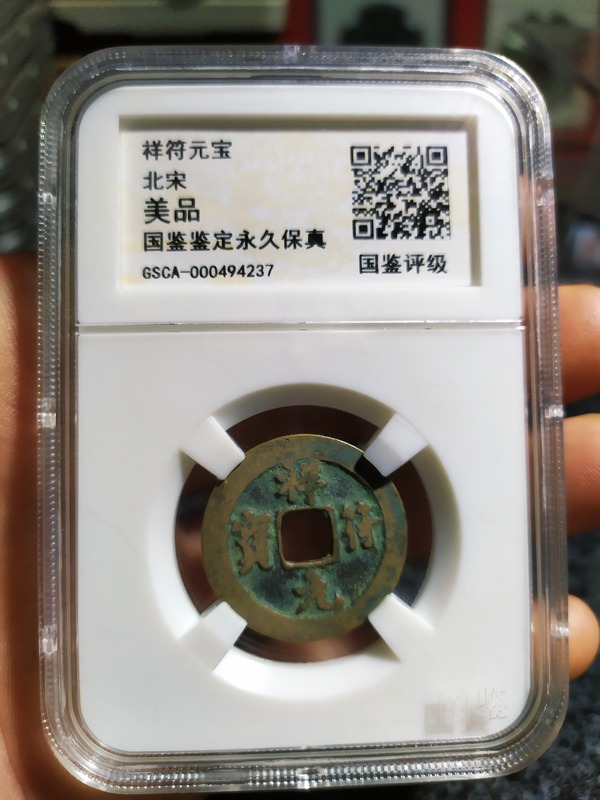 祥符元宝
北宋
美品
国鉴鉴定永久保真
GSCA-000494237
国鉴评级
祥符元寳